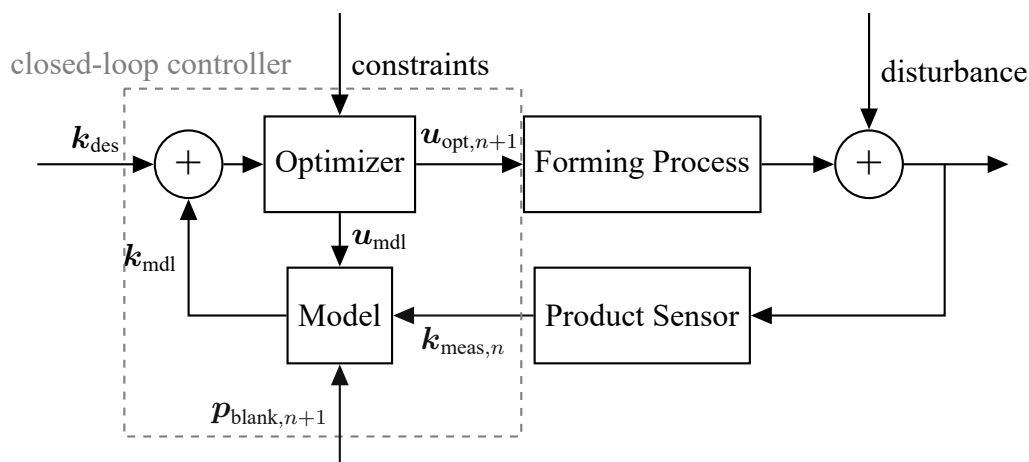 closed-loop controller
constraints
disturbance
k_des
+
Optimizer
u_opt,n+1
Forming Process
+
u_mdl
k_mdl
Model
k_meas,n
Product Sensor
p_blank,n+1